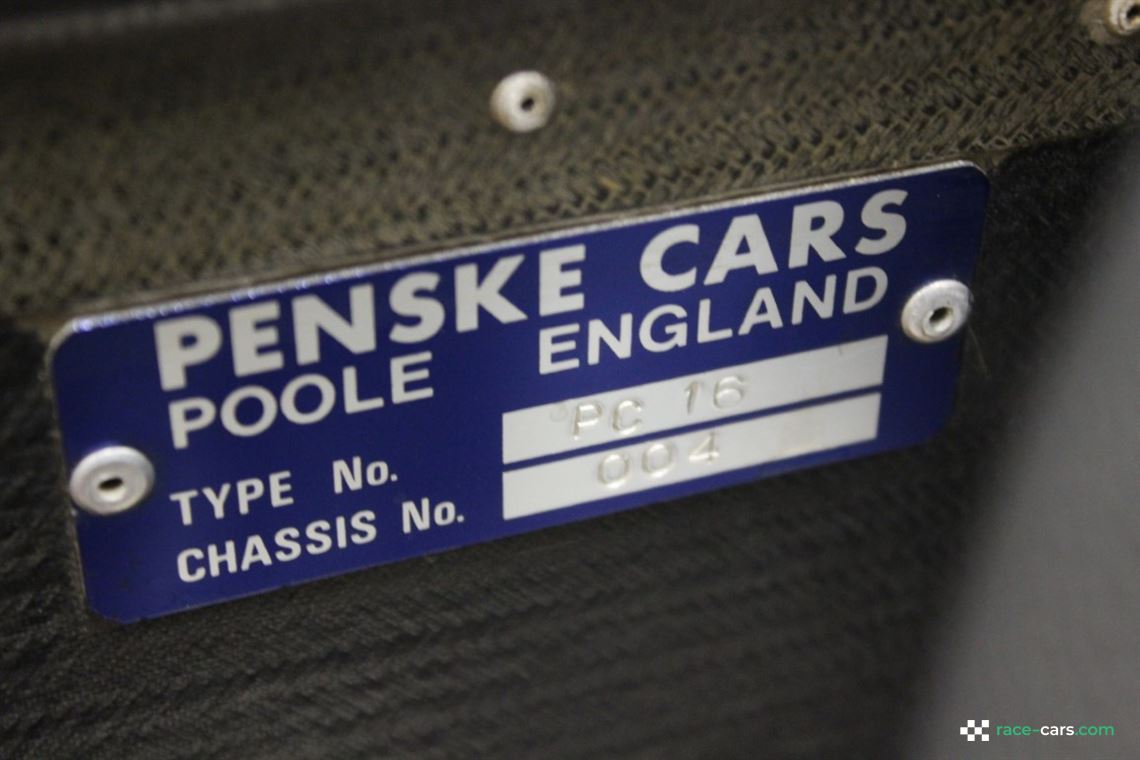 PENSKE CARS
POOLE ENGLAND
TYPE No. PC 16
CHASSIS No. 004
race-cars.com